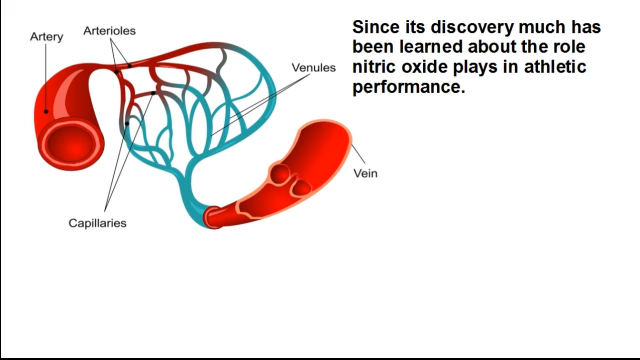 Since its discovery much has
been learned about the role
nitric oxide plays in athletic
performance.
Artery
Arterioles
Venules
Vein
Capillaries